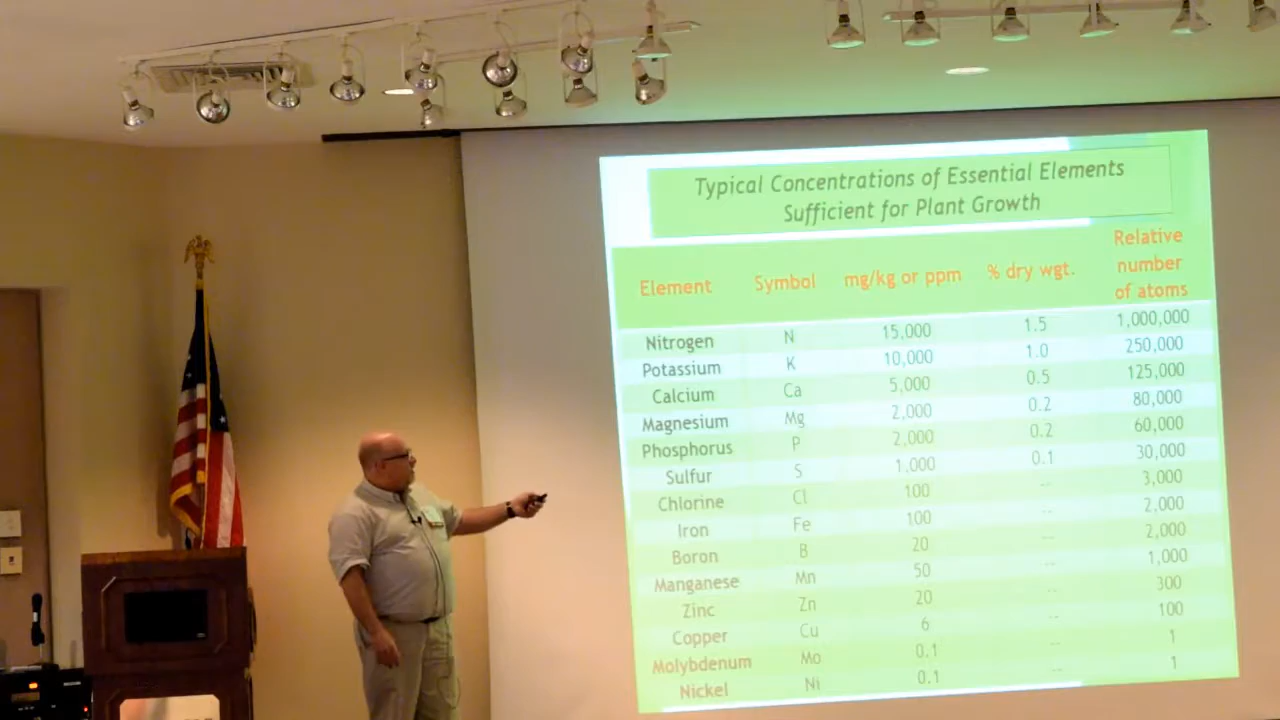 Typical Concentrations of Essential Elements
Sufficient for Plant Growth
Element Symbol mg/kg or ppm % dry wgt. Relative number of atoms
Nitrogen N 15,000 1.5 1,000,000
Potassium K 10,000 1.0 250,000
Calcium Ca 5,000 0.5 125,000
Magnesium Mg 2,000 0.2 80,000
Phosphorus P 2,000 0.2 60,000
Sulfur S 1,000 0.1 30,000
Chlorine Cl 100 -- 3,000
Iron Fe 100 -- 2,000
Boron B 20 -- 2,000
Manganese Mn 50 -- 1,000
Zinc Zn 20 -- 300
Copper Cu 6 -- 100
Molybdenum Mo 0.1 -- 1
Nickel Ni 0.1 -- 1